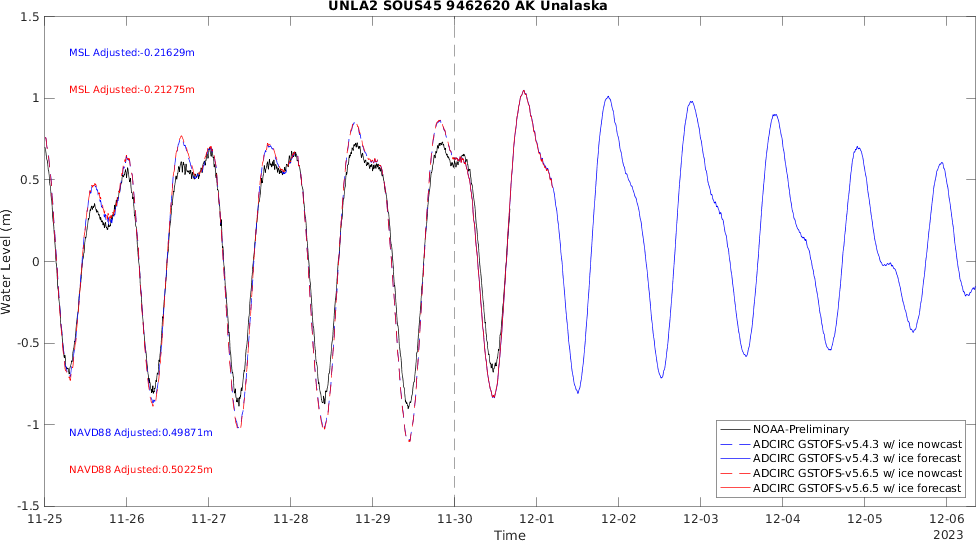 UNLA2 SOUS45 9462620 AK Unalaska
1.5
MSL Adjusted:-0.21629m
MSL Adjusted:-0.21275m
1
0.5
0
-0.5
-1
-1.5
Water Level (m)
NAVD88 Adjusted:0.49871m
NAVD88 Adjusted:0.50225m
NOAA-Preliminary
ADCIRC GSTOFS-v5.4.3 w/ ice nowcast
ADCIRC GSTOFS-v5.4.3 w/ ice forecast
ADCIRC GSTOFS-v5.6.5 w/ ice nowcast
ADCIRC GSTOFS-v5.6.5 w/ ice forecast
11-25 11-26 11-27 11-28 11-29 11-30 12-01 12-02 12-03 12-04 12-05 12-06
2023
Time